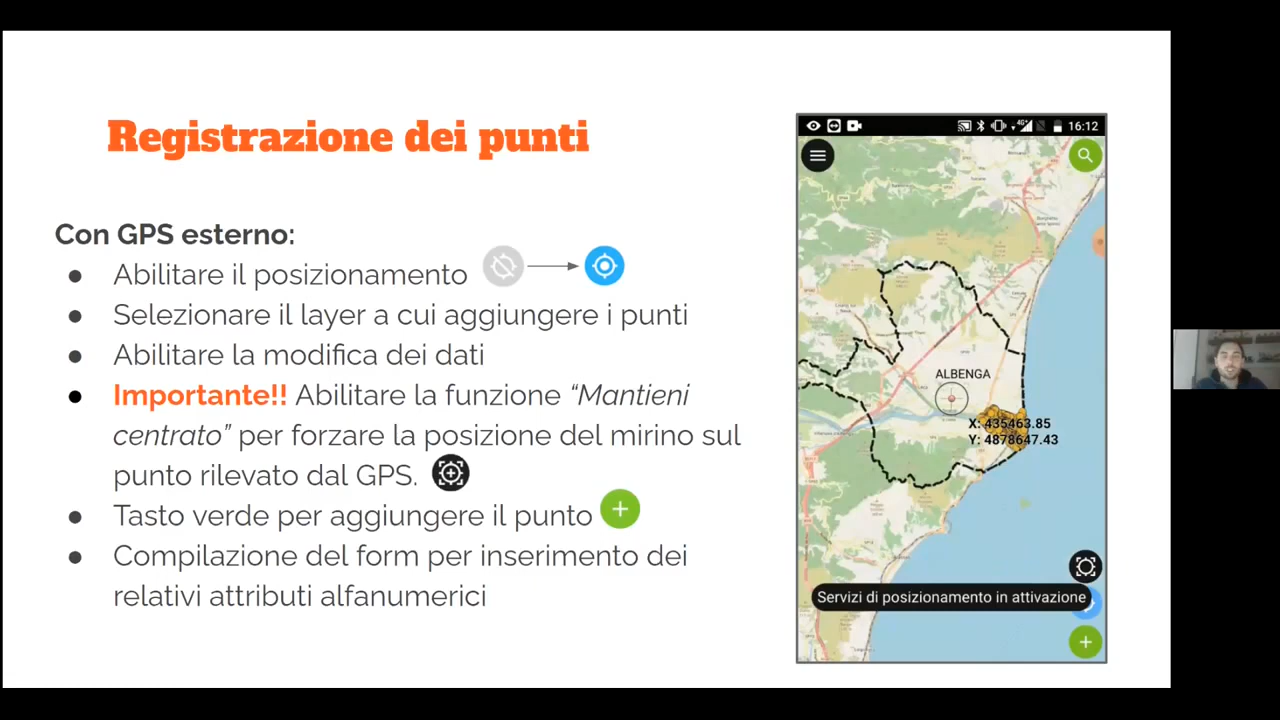 Registrazione dei punti
Con GPS esterno:
● Abilitare il posizionamento
● Selezionare il layer a cui aggiungere i punti
● Abilitare la modifica dei dati
● Importante!! Abilitare la funzione “Mantieni
centrato” per forzare la posizione del mirino sul
punto rilevato dal GPS.
● Tasto verde per aggiungere il punto
● Compilazione del form per inserimento dei
relativi attributi alfanumerici
16:12
ALBENGA
X: 435463.85
Y: 4878647.43
Servizi di posizionamento in attivazione